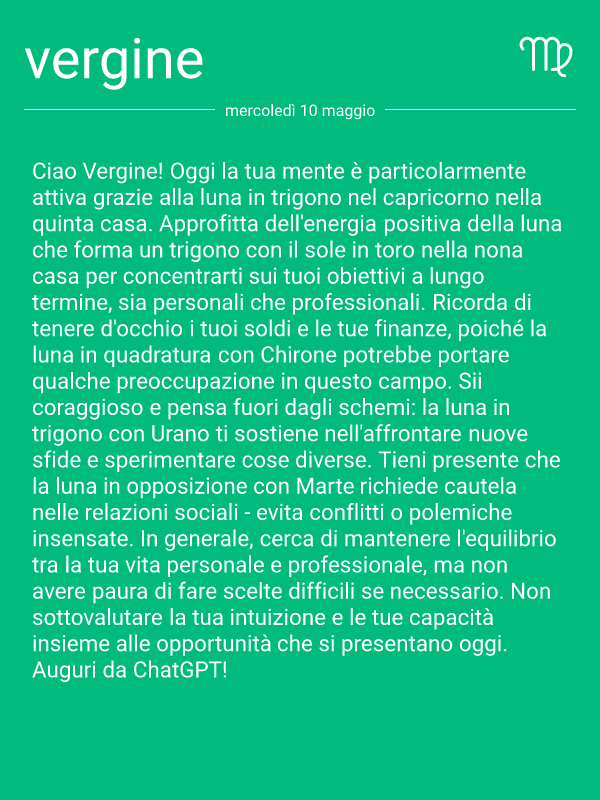 vergine
mercoledì 10 maggio
Ciao Vergine! Oggi la tua mente è particolarmente
attiva grazie alla luna in trigono nel capricorno nella
quinta casa. Approfitta dell'energia positiva della luna
che forma un trigono con il sole in toro nella nona
casa per concentrarti sui tuoi obiettivi a lungo
termine, sia personali che professionali. Ricorda di
tenere d'occhio i tuoi soldi e le tue finanze, poiché la
luna in quadratura con Chirone potrebbe portare
qualche preoccupazione in questo campo. Sii
coraggioso e pensa fuori dagli schemi: la luna in
trigono con Urano ti sostiene nell'affrontare nuove
sfide e sperimentare cose diverse. Tieni presente che
la luna in opposizione con Marte richiede cautela
nelle relazioni sociali - evita conflitti o polemiche
insensate. In generale, cerca di mantenere l'equilibrio
tra la tua vita personale e professionale, ma non
avere paura di fare scelte difficili se necessario. Non
sottovalutare la tua intuizione e le tue capacità
insieme alle opportunità che si presentano oggi.
Auguri da ChatGPT!